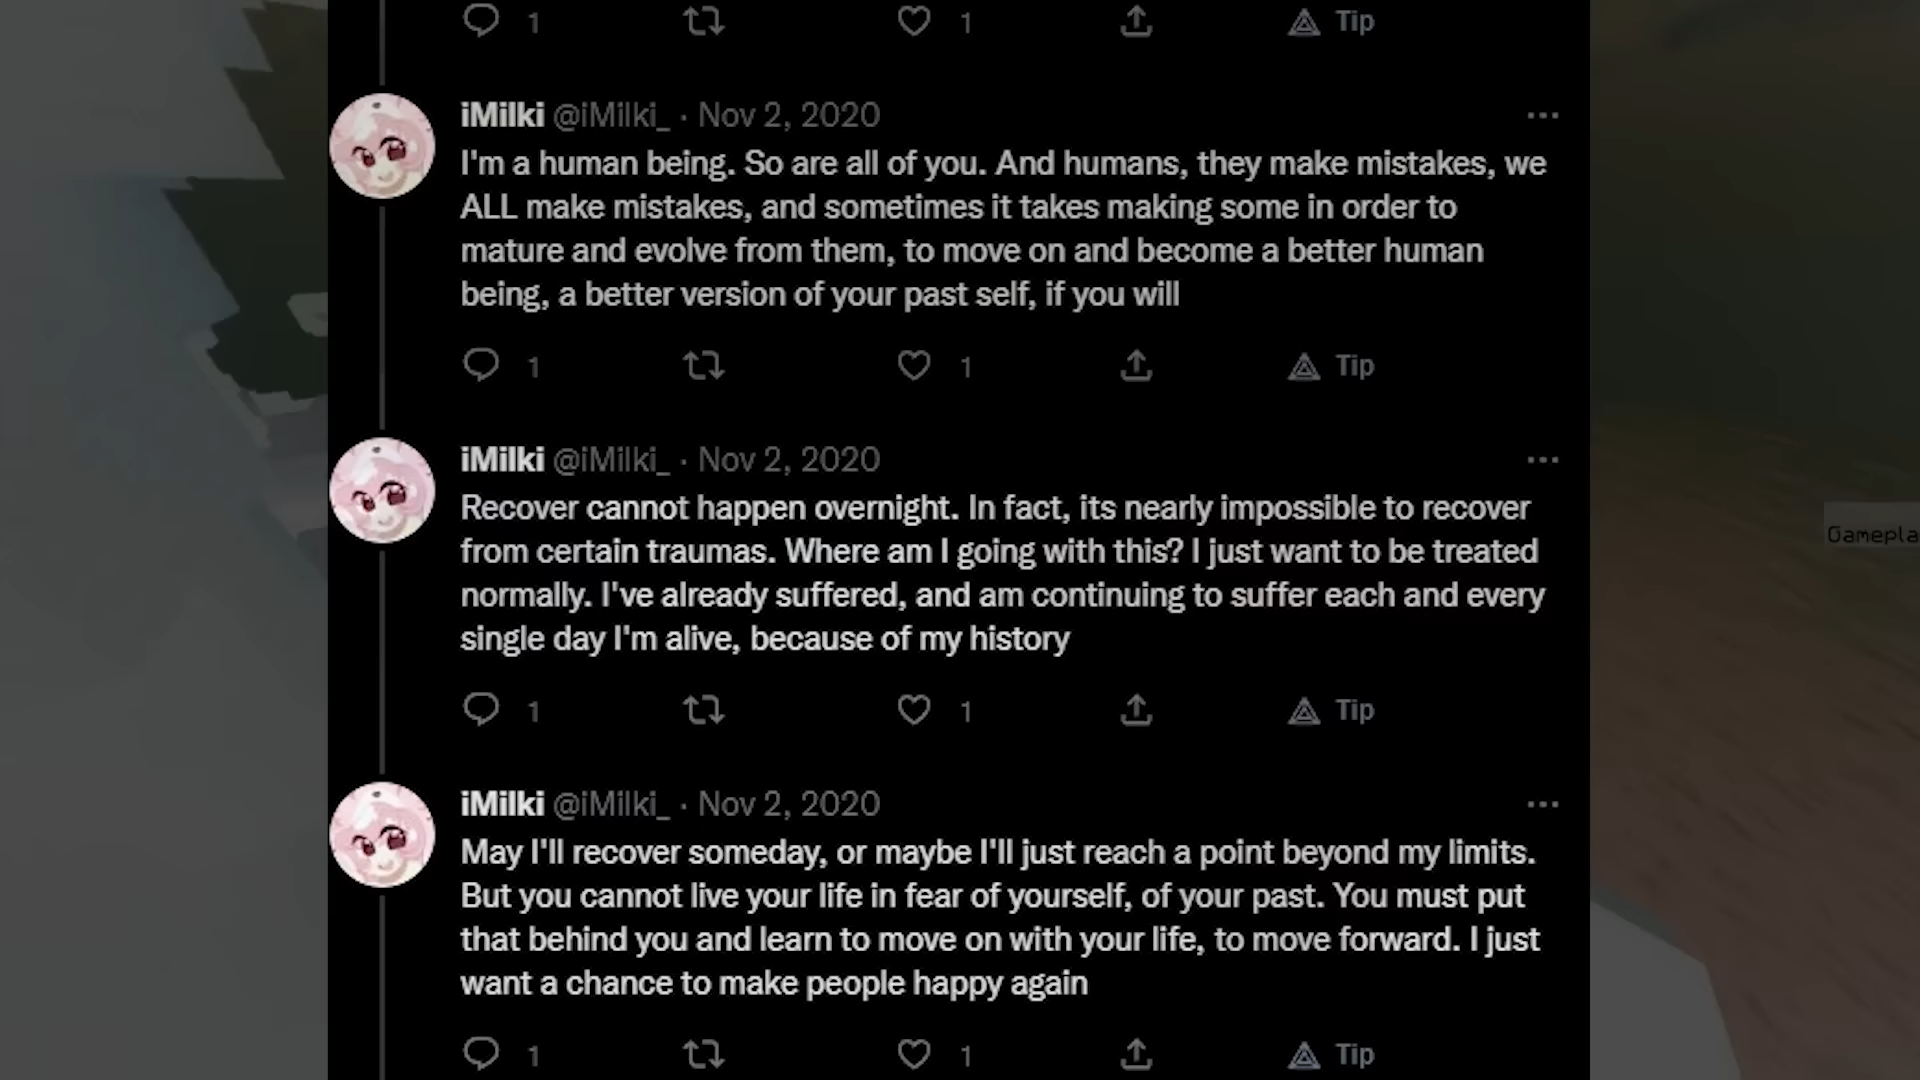 1 1 Tip
iMilki @iMilki_ · Nov 2, 2020
I'm a human being. So are all of you. And humans, they make mistakes, we
ALL make mistakes, and sometimes it takes making some in order to
mature and evolve from them, to move on and become a better human
being, a better version of your past self, if you will
1 1 Tip
iMilki @iMilki_ · Nov 2, 2020
Recover cannot happen overnight. In fact, its nearly impossible to recover
from certain traumas. Where am I going with this? I just want to be treated
normally. I've already suffered, and am continuing to suffer each and every
single day I'm alive, because of my history
1 1 Tip
iMilki @iMilki_ · Nov 2, 2020
May I'll recover someday, or maybe I'll just reach a point beyond my limits.
But you cannot live your life in fear of yourself, of your past. You must put
that behind you and learn to move on with your life, to move forward. I just
want a chance to make people happy again
1 1 Tip
Gamepla